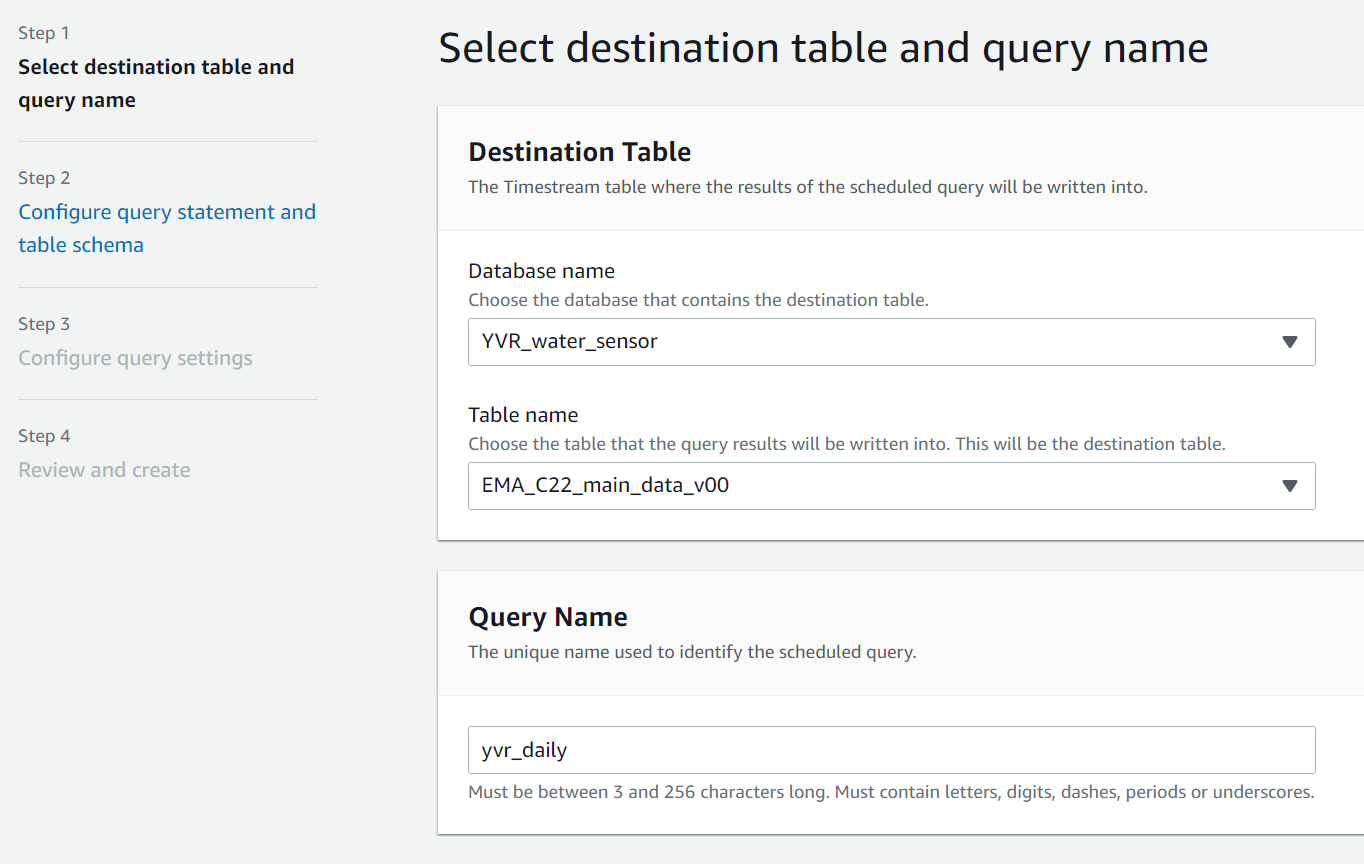 Step 1
Select destination table and
query name
Step 2
Configure query statement and
table schema
Step 3
Configure query settings
Step 4
Review and create
Select destination table and query name
Destination Table
The Timestream table where the results of the scheduled query will be written into.
Database name
Choose the database that contains the destination table.
YVR_water_sensor
Table name
Choose the table that the query results will be written into. This will be the destination table.
EMA_C22_main_data_v00
Query Name
The unique name used to identify the scheduled query.
yvr_daily
Must be between 3 and 256 characters long. Must contain letters, digits, dashes, periods or underscores.